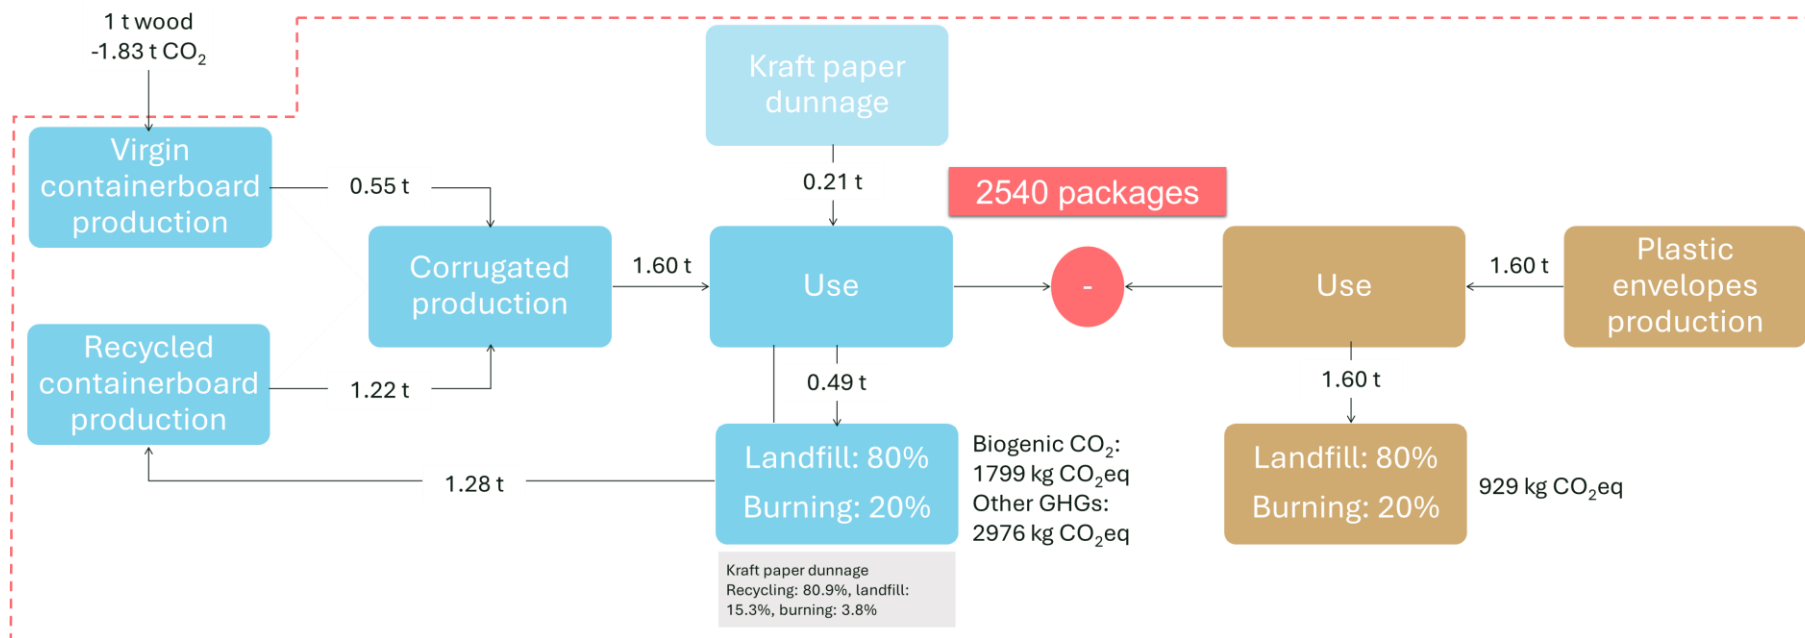 1 t wood
-1.83 t CO₂
Kraft paper
dunnage
Virgin
containerboard
production
0.55 t
0.21 t
2540 packages
Corrugated
production
1.60 t
Use
-
Use
1.60 t
Plastic
envelopes
production
Recycled
containerboard
production
1.22 t
0.49 t
1.60 t
1.28 t
Landfill: 80%
Burning: 20%
Biogenic CO₂:
1799 kg CO₂eq
Other GHGs:
2976 kg CO₂eq
Landfill: 80%
Burning: 20%
929 kg CO₂eq
Kraft paper dunnage
Recycling: 80.9%, landfill:
15.3%, burning: 3.8%